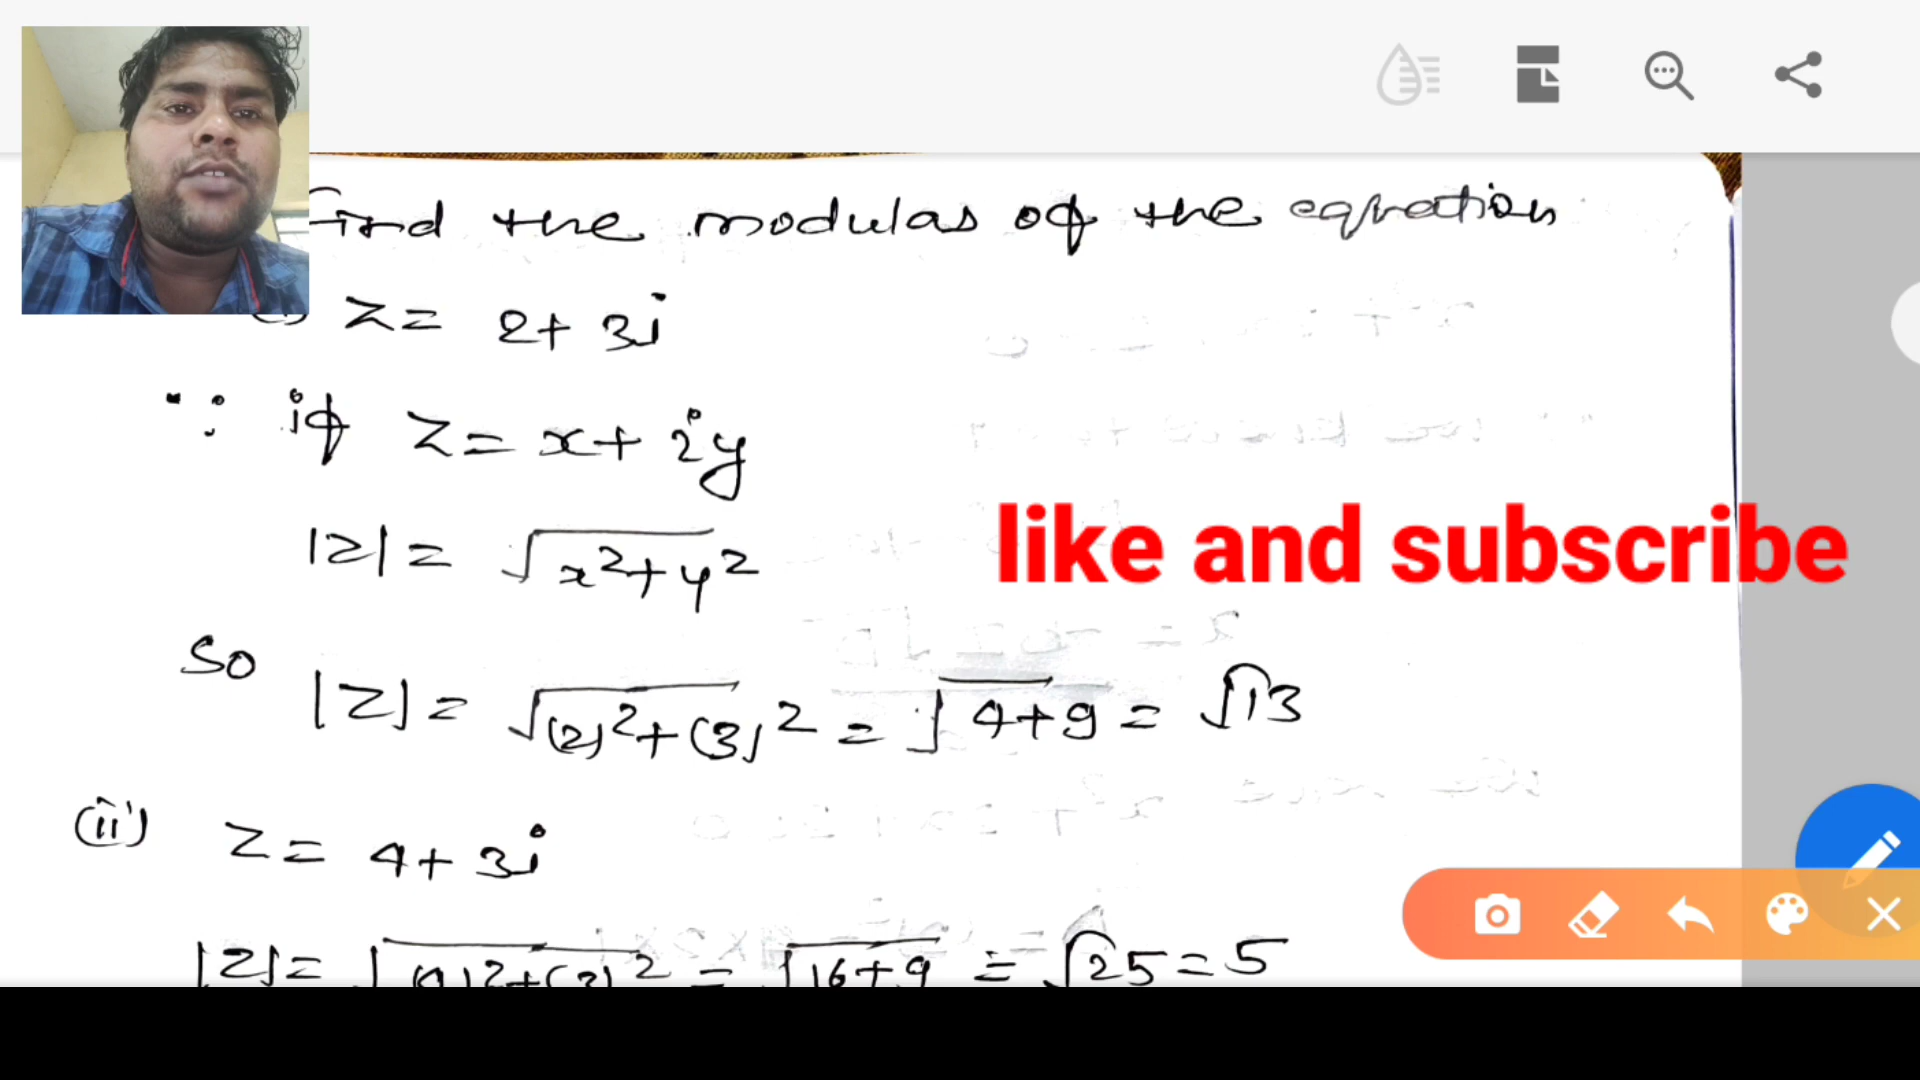 Find the modulas of the equation
(i) z = 2 + 3i
∵ if z = x + iy
|z| = √x² + y²
like and subscribe
So |z| = √(2)² + (3)² = √4 + 9 = √13
(ii) z = 4 + 3i
|z| = √(4)² + (3)² = √16 + 9 = √25 = 5